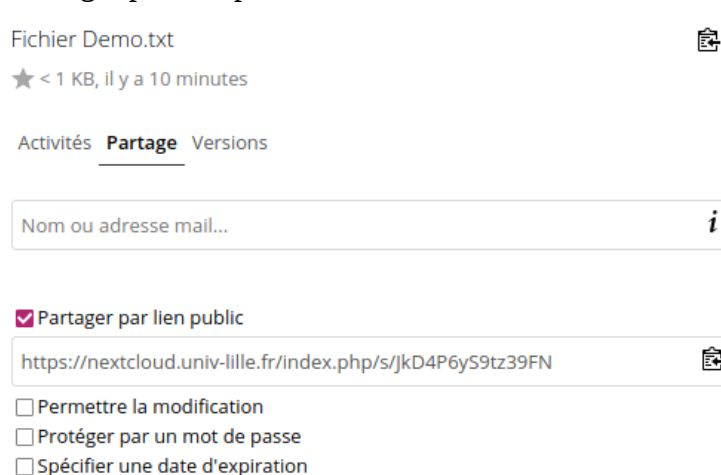 Fichier Demo.txt
< 1 KB, il y a 10 minutes
Activités Partage Versions
Nom ou adresse mail...
Partager par lien public
https://nextcloud.univ-lille.fr/index.php/s/JkD4P6yS9tz39FN
Permettre la modification
Protéger par un mot de passe
Spécifier une date d'expiration